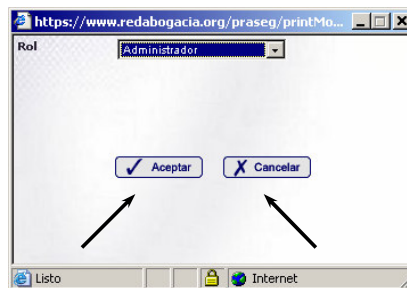 https://www.redabogacia.org/praseg/printMo...
Rol Administrador
Aceptar Cancelar
Listo Internet